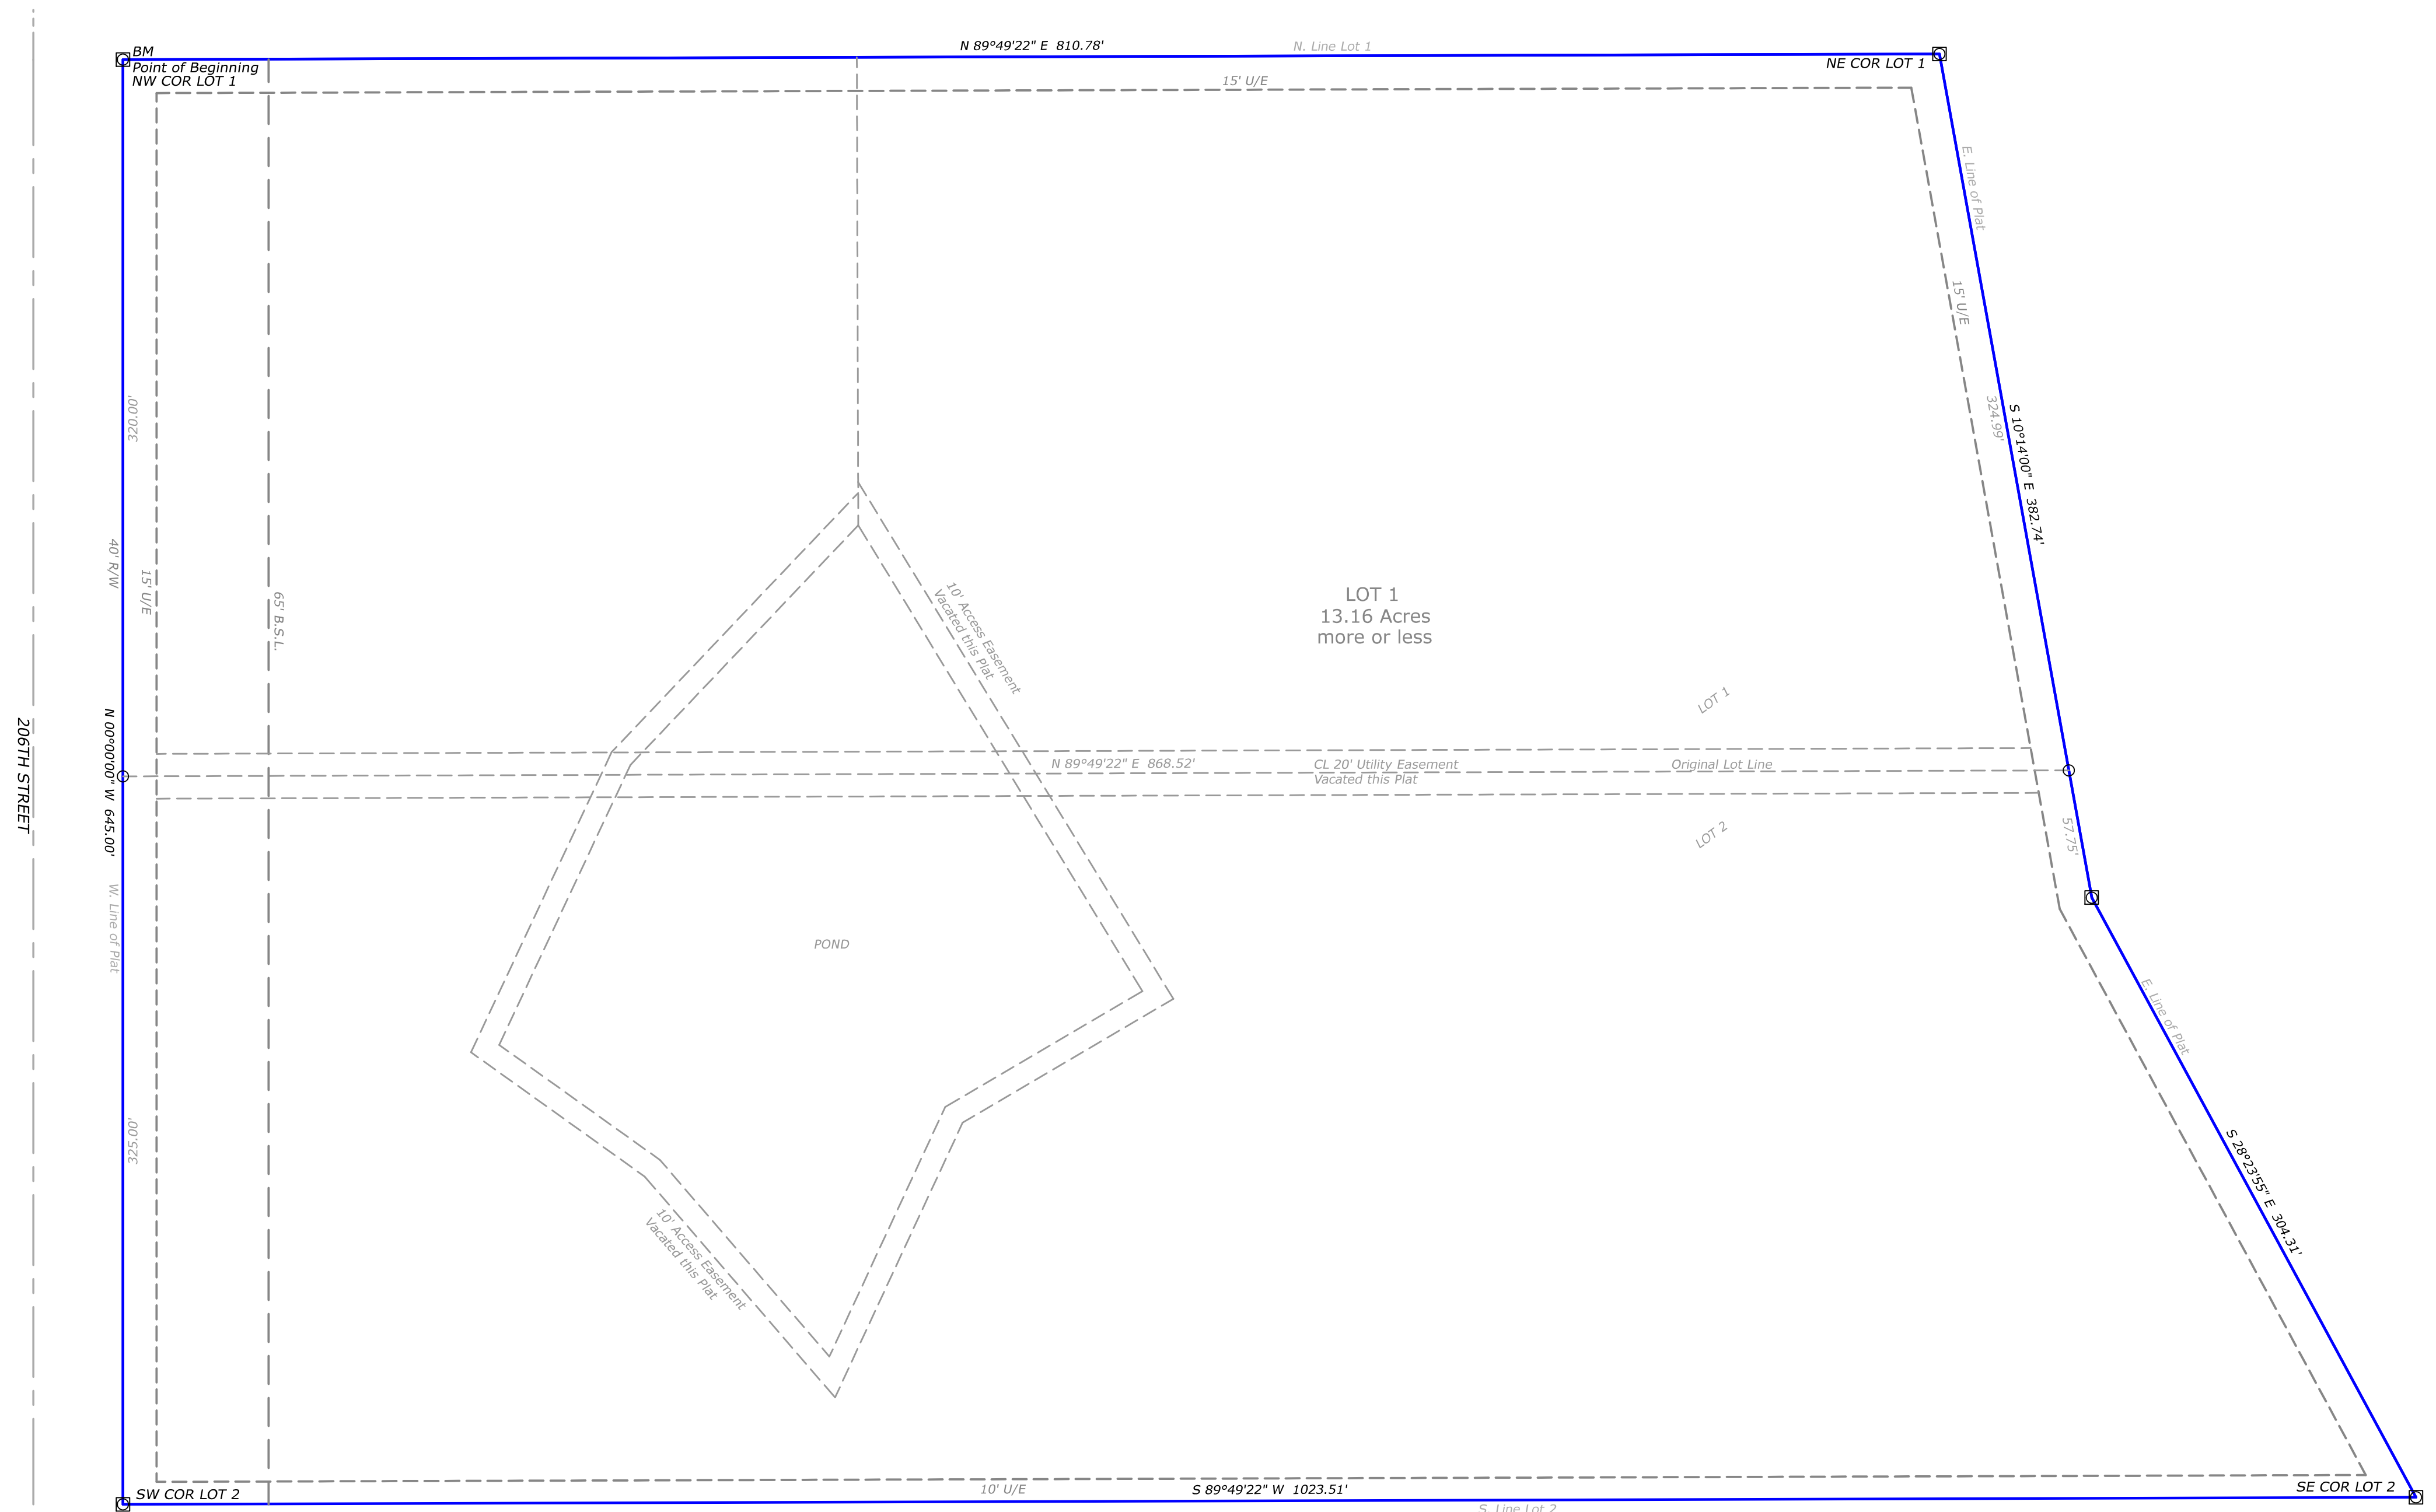 BM
Point of Beginning
NW COR LOT 1
N 89°49'22" E  810.78'
N. Line Lot 1
15' U/E
NE COR LOT 1
E. Line of Plat
15' U/E
324.99'
S 10°14'00" E  382.74'
320.00'
40' R/W
15' U/E
65' B.S.L.
10' Access Easement
Vacated this Plat
LOT 1
13.16 Acres
more or less
LOT 1
206TH STREET
N 00°00'00" W  645.00'
N 89°49'22" E  868.52'
CL 20' Utility Easement
Vacated this Plat
Original Lot Line
LOT 2
57.75'
W. Line of Plat
POND
E. Line of Plat
325.00'
10' Access Easement
Vacated this Plat
S 28°23'55" E  304.31'
SW COR LOT 2
10' U/E
S 89°49'22" W  1023.51'
S. Line Lot 2
SE COR LOT 2